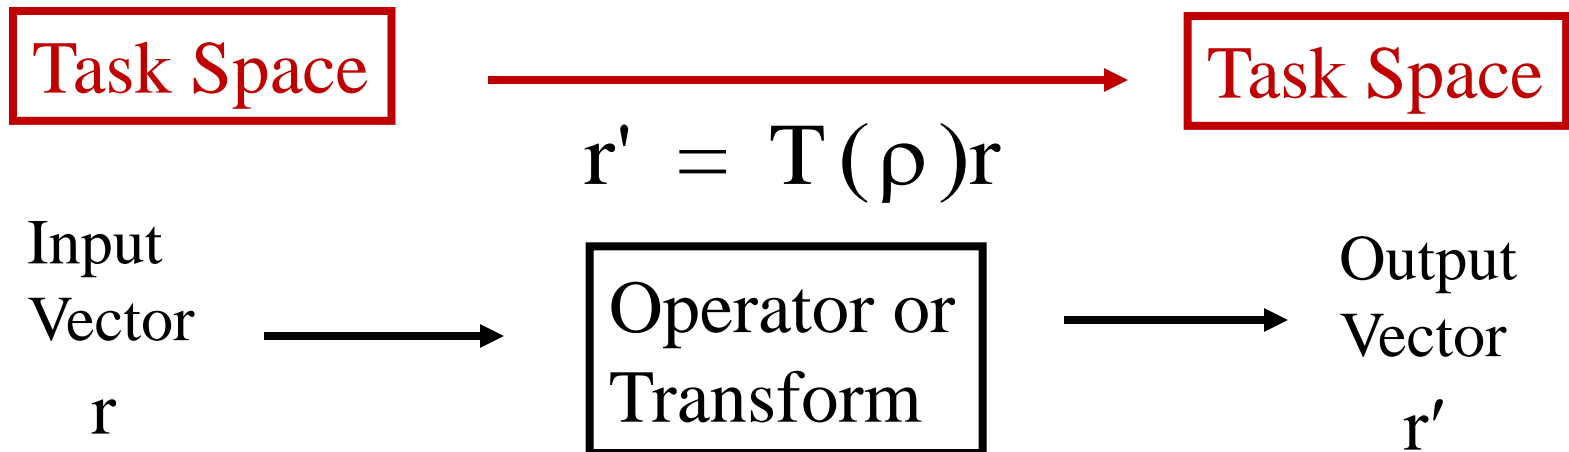 Task Space
Task Space
r' = T(ρ)r
Input
Vector
r
Operator or
Transform
Output
Vector
r′